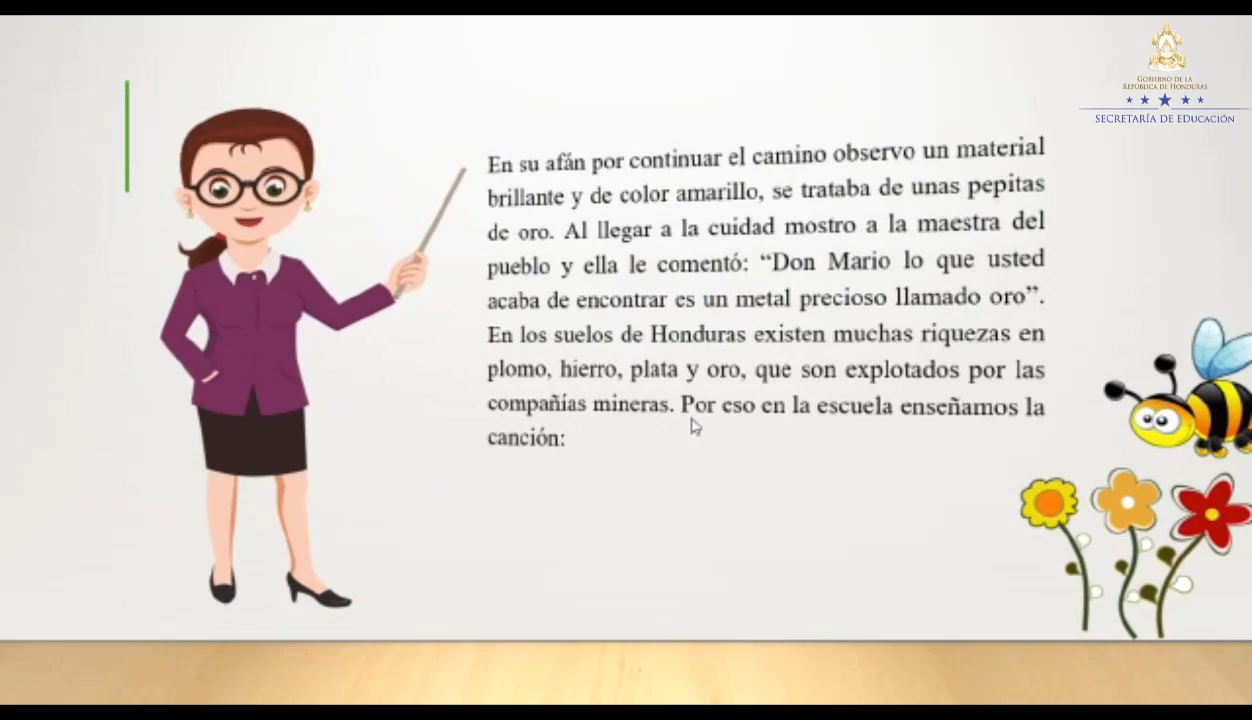 GOBIERNO DE LA
REPÚBLICA DE HONDURAS
SECRETARÍA DE EDUCACIÓN
En su afán por continuar el camino observo un material
brillante y de color amarillo, se trataba de unas pepitas
de oro. Al llegar a la cuidad mostro a la maestra del
pueblo y ella le comentó: “Don Mario lo que usted
acaba de encontrar es un metal precioso llamado oro”.
En los suelos de Honduras existen muchas riquezas en
plomo, hierro, plata y oro, que son explotados por las
compañías mineras. Por eso en la escuela enseñamos la
canción: